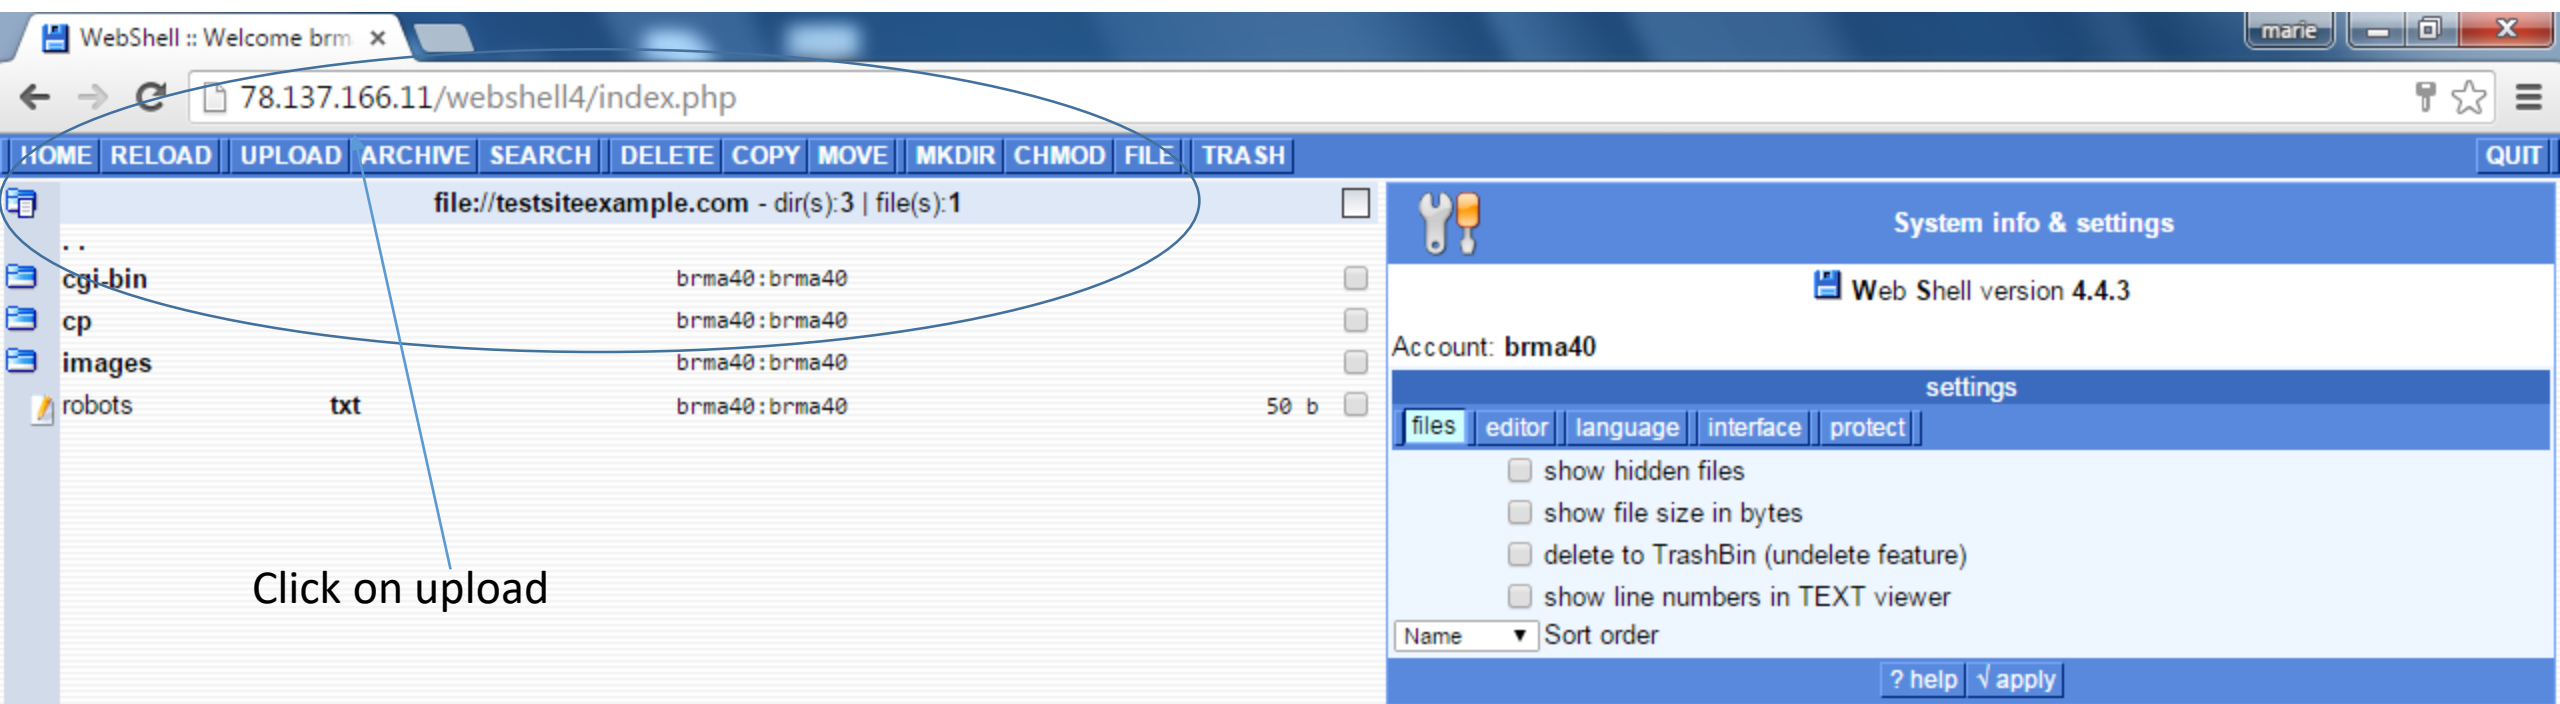 WebShell :: Welcome brm
marie
78.137.166.11/webshell4/index.php
HOME RELOAD UPLOAD ARCHIVE SEARCH DELETE COPY MOVE MKDIR CHMOD FILE TRASH QUIT
file://testsiteexample.com - dir(s):3 | file(s):1
System info & settings
. .
cgi-bin brma40:brma40
Web Shell version 4.4.3
cp brma40:brma40
Account: brma40
images brma40:brma40
settings
robots txt brma40:brma40 50 b
files editor language interface protect
show hidden files
show file size in bytes
delete to TrashBin (undelete feature)
Click on upload
show line numbers in TEXT viewer
Name ▼ Sort order
? help √ apply